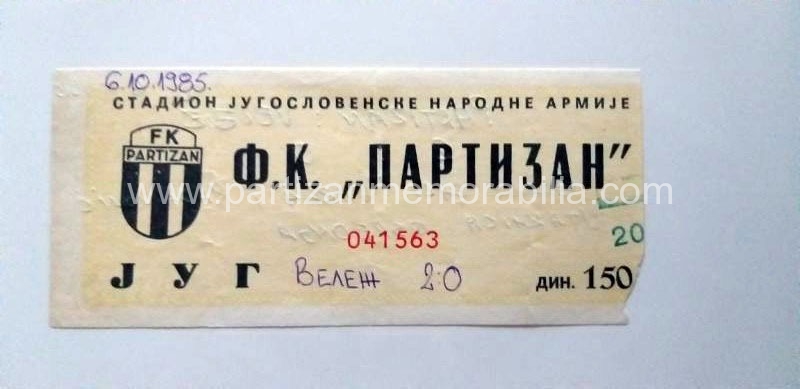 6.10.1985.
СТАДИОН ЈУГОСЛОВЕНСКЕ НАРОДНЕ АРМИЈЕ
FK
PARTIZAN
Ф.К. „ПАРТИЗАН”
www.partizanmemorabilia.com
041563
20
ЈУГ ВЕЛЕЖ 2:0 ДИН. 150